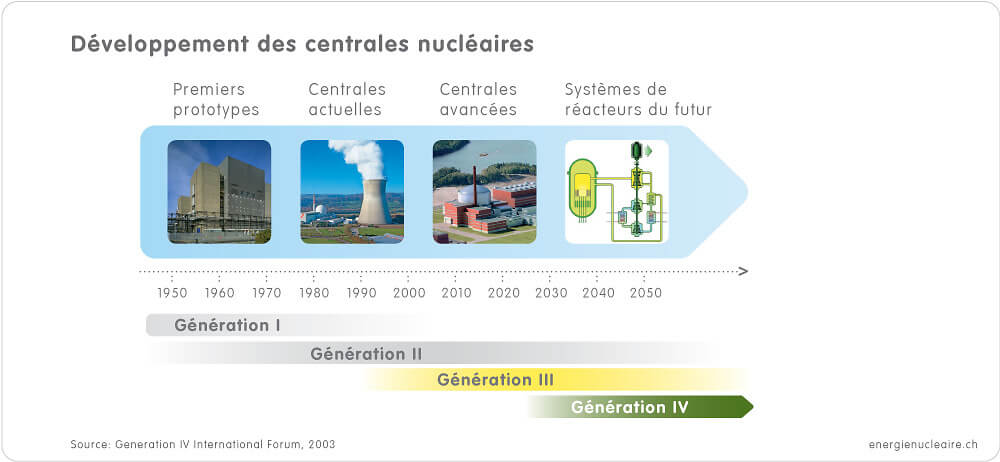 Développement des centrales nucléaires
Premiers
prototypes
Centrales
actuelles
Centrales
avancées
Systèmes de
réacteurs du futur
1950 1960 1970 1980 1990 2000 2010 2020 2030 2040 2050
Génération I
Génération II
Génération III
Génération IV
Source: Generation IV International Forum, 2003
energienucleaire.ch